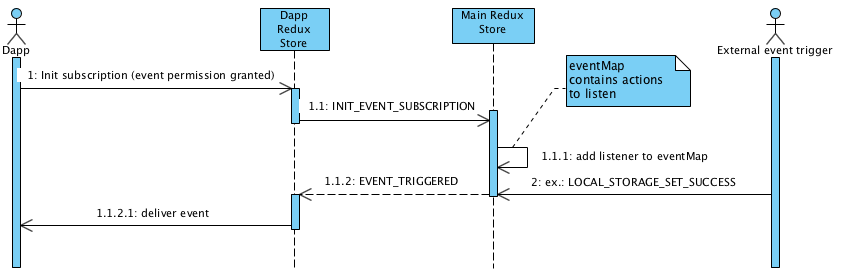 Dapp
Redux
Store
Main Redux
Store
Dapp
External event trigger
eventMap
contains actions
to listen
1: Init subscription (event permission granted)
1.1: INIT_EVENT_SUBSCRIPTION
1.1.1: add listener to eventMap
1.1.2: EVENT_TRIGGERED
2: ex.: LOCAL_STORAGE_SET_SUCCESS
1.1.2.1: deliver event